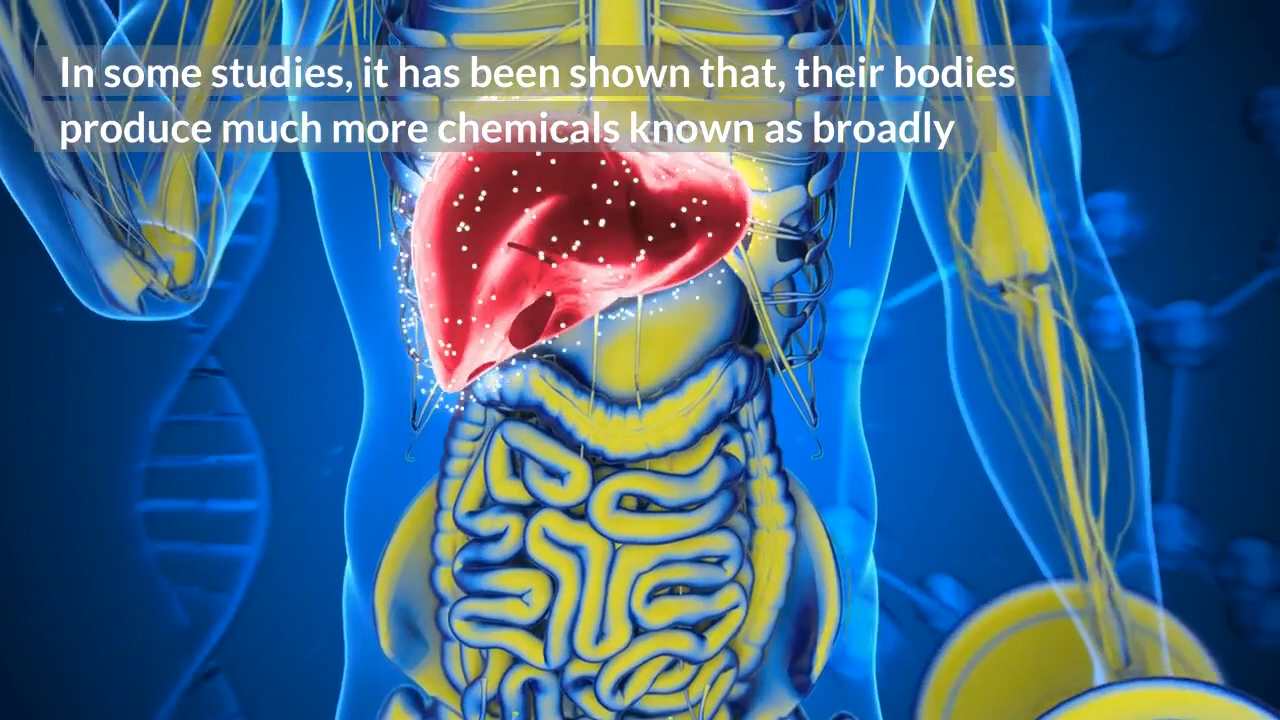 In some studies, it has been shown that, their bodies
produce much more chemicals known as broadly